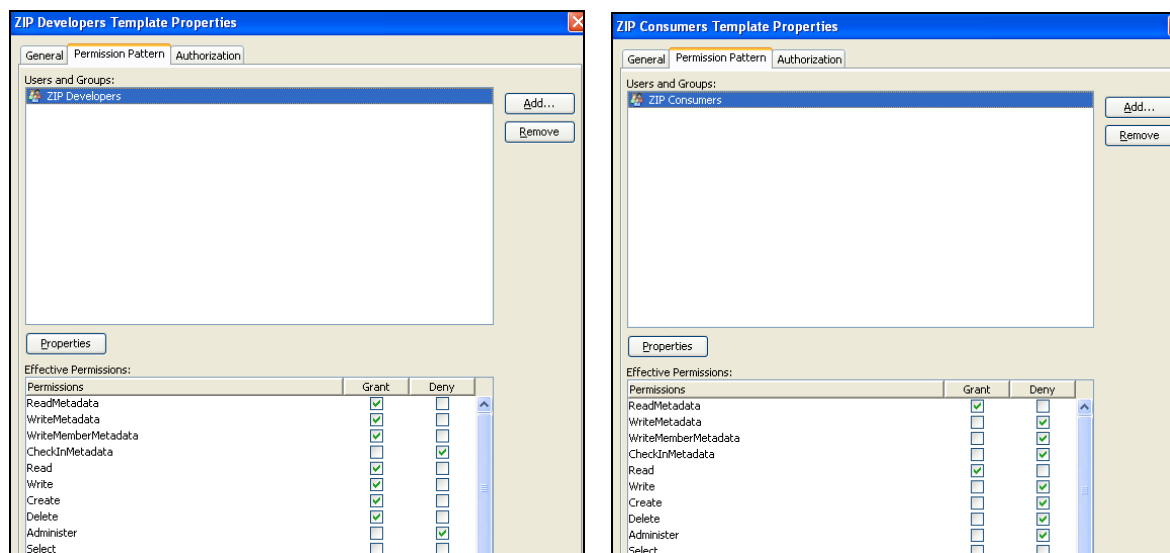 ZIP Developers Template Properties
General Permission Pattern Authorization
Users and Groups:
ZIP Developers
Add...
Remove
Properties
Effective Permissions:
Permissions Grant Deny
ReadMetadata
WriteMetadata
WriteMemberMetadata
CheckInMetadata
Read
Write
Create
Delete
Administer
Select
ZIP Consumers Template Properties
General Permission Pattern Authorization
Users and Groups:
ZIP Consumers
Add...
Remove
Properties
Effective Permissions:
Permissions Grant Deny
ReadMetadata
WriteMetadata
WriteMemberMetadata
CheckInMetadata
Read
Write
Create
Delete
Administer
Select